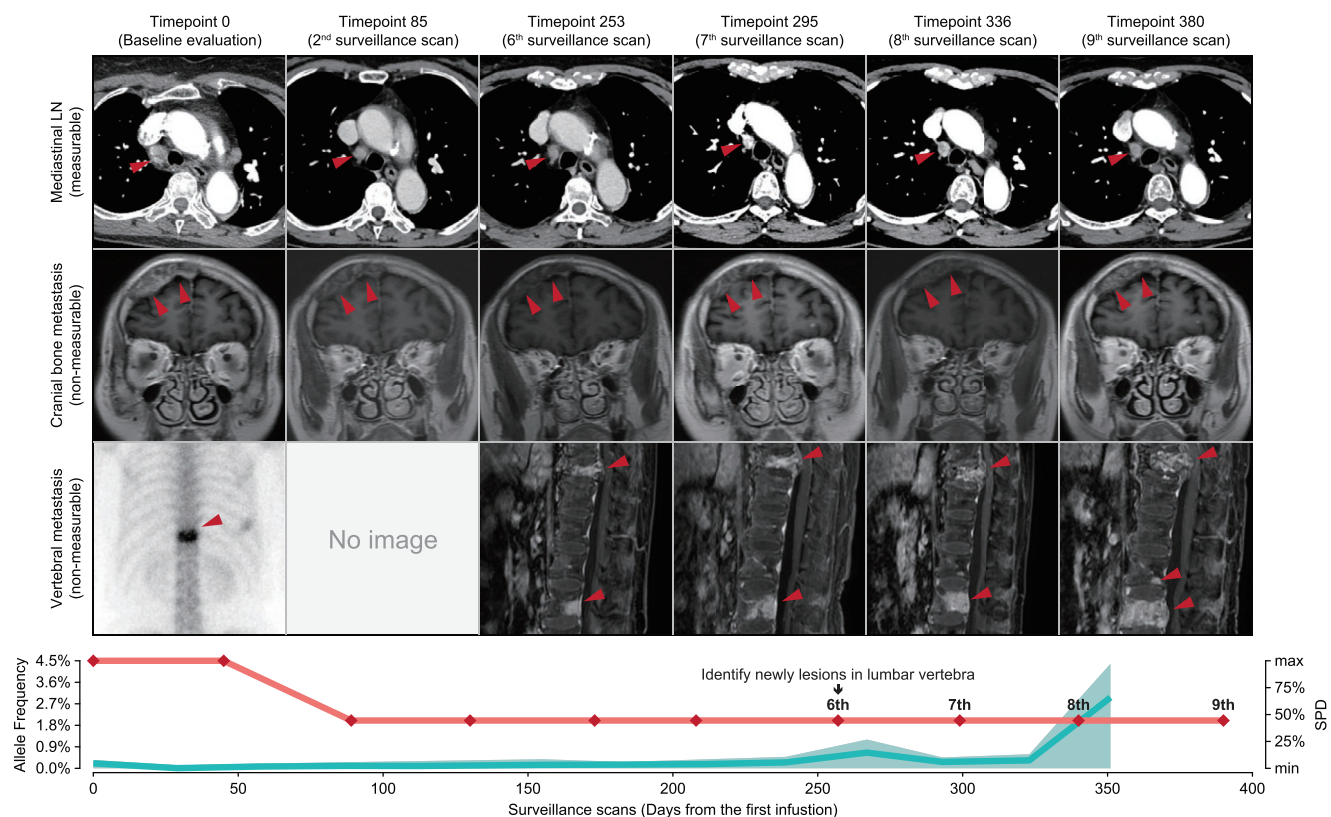 Timepoint 0
(Baseline evaluation)
Timepoint 85
(2nd surveillance scan)
Timepoint 253
(6th surveillance scan)
Timepoint 295
(7th surveillance scan)
Timepoint 336
(8th surveillance scan)
Timepoint 380
(9th surveillance scan)
Mediastinal LN
(measurable)
Cranial bone metastasis
(non-measurable)
Vertebral metastasis
(non-measurable)
No image
Allele Frequency
4.5%
3.6%
2.7%
1.8%
0.9%
0.0%
Identify newly lesions in lumbar vertebra
6th
7th
8th
9th
max
75%
50%
25%
min
SPD
0
50
100
150
200
250
300
350
400
Surveillance scans (Days from the first infustion)